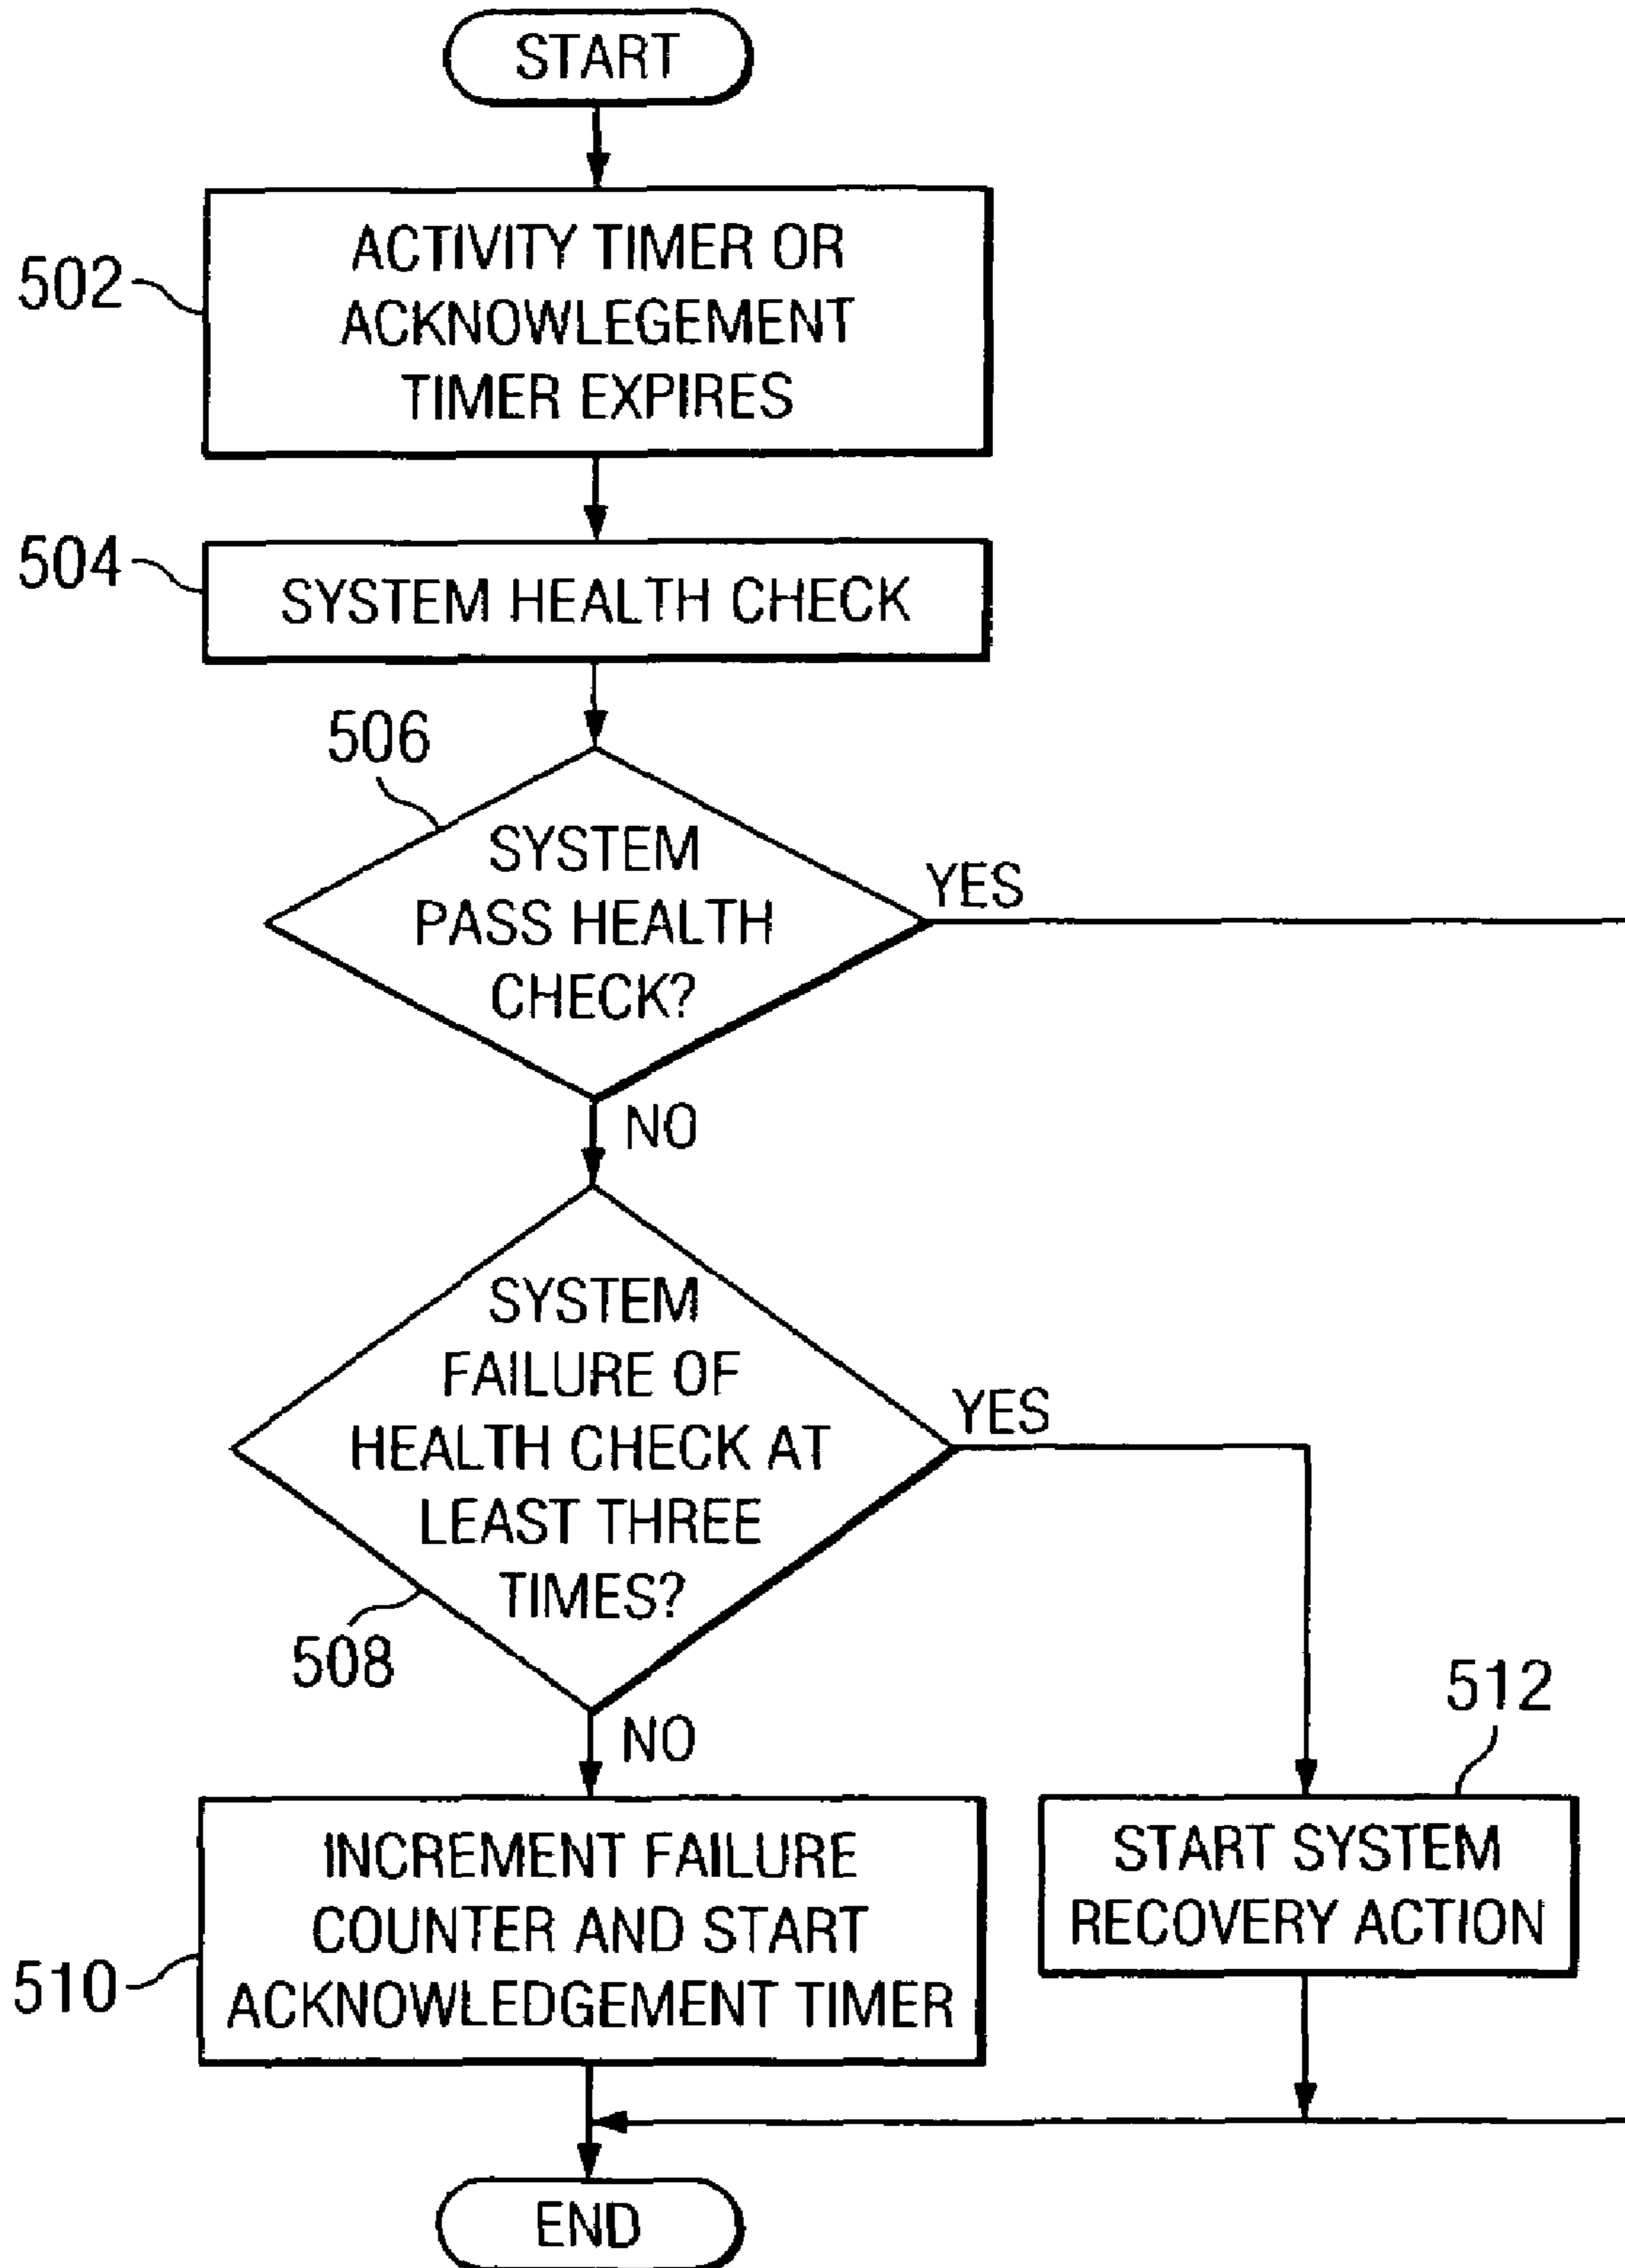 START
502
ACTIVITY TIMER OR
ACKNOWLEGEMENT
TIMER EXPIRES
504
SYSTEM HEALTH CHECK
506
SYSTEM
PASS HEALTH
CHECK?
YES
NO
SYSTEM
FAILURE OF
HEALTH CHECK AT
LEAST THREE
TIMES?
YES
508
NO
512
INCREMENT FAILURE
COUNTER AND START
ACKNOWLEDGEMENT TIMER
510
START SYSTEM
RECOVERY ACTION
END